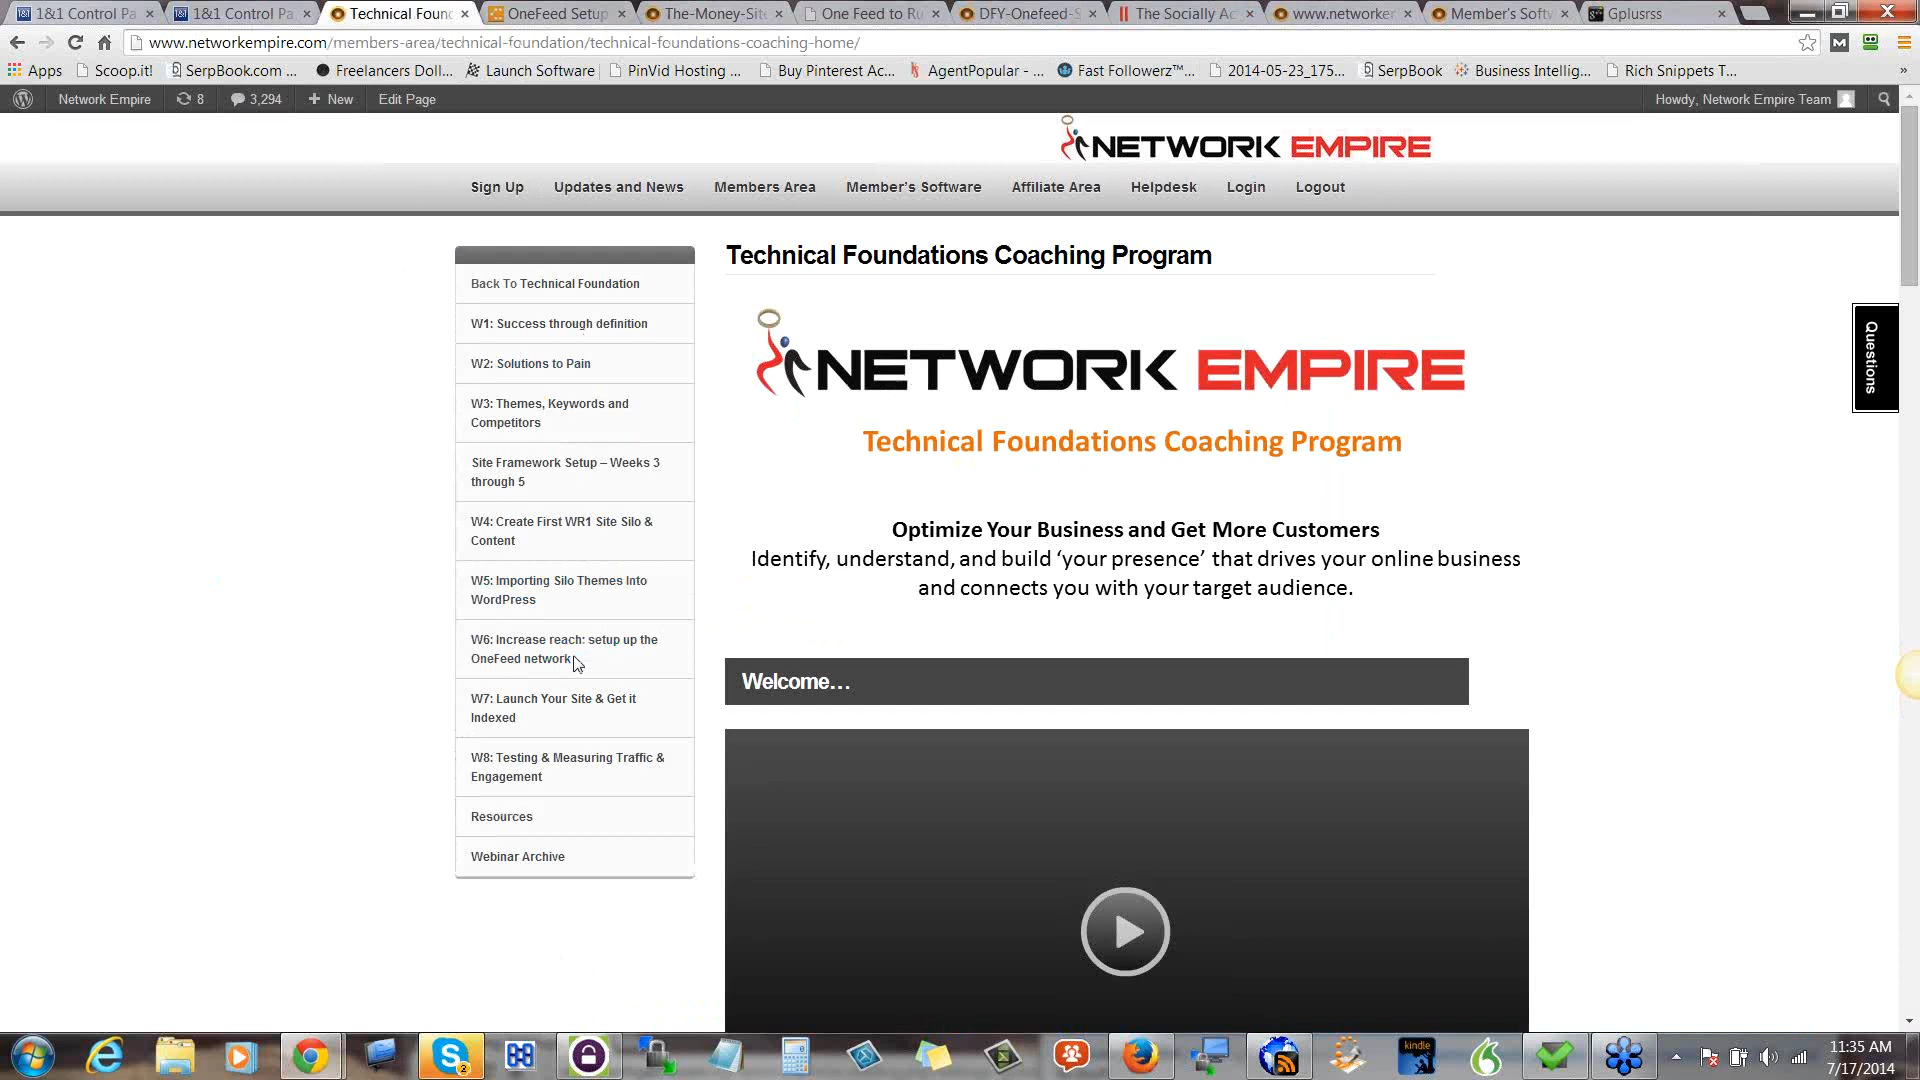 1&1 Control Pa
1&1 Control Pa
Technical Foun
OneFeed Setup
The-Money-Site
One Feed to Ru
DFY-Onefeed-S
The Socially Ac
www.networker
Member's Softw
Gplusrss
www.networkempire.com/members-area/technical-foundation/technical-foundations-coaching-home/
Apps
Scoop.it!
SerpBook.com ...
Freelancers Doll...
Launch Software
PinVid Hosting ...
Buy Pinterest Ac...
AgentPopular - ...
Fast Followerz™...
2014-05-23_175...
SerpBook
Business Intellig...
Rich Snippets T...
»
Network Empire
8
3,294
+ New
Edit Page
Howdy, Network Empire Team
NETWORK EMPIRE
Sign Up
Updates and News
Members Area
Member's Software
Affiliate Area
Helpdesk
Login
Logout
Back To Technical Foundation
W1: Success through definition
W2: Solutions to Pain
W3: Themes, Keywords and
Competitors
Site Framework Setup – Weeks 3
through 5
W4: Create First WR1 Site Silo &
Content
W5: Importing Silo Themes Into
WordPress
W6: Increase reach: setup up the
OneFeed network
W7: Launch Your Site & Get it
Indexed
W8: Testing & Measuring Traffic &
Engagement
Resources
Webinar Archive
Technical Foundations Coaching Program
NETWORK EMPIRE
Technical Foundations Coaching Program
Optimize Your Business and Get More Customers
Identify, understand, and build ‘your presence’ that drives your online business
and connects you with your target audience.
Welcome...
Questions
2
kindle
11:35 AM
7/17/2014